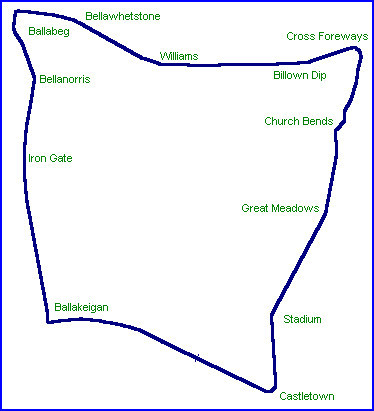 Bellawhetstone
Ballabeg
Cross Foreways
Williams
Billown Dip
Bellanorris
Church Bends
Iron Gate
Great Meadows
Ballakeigan
Stadium
Castletown